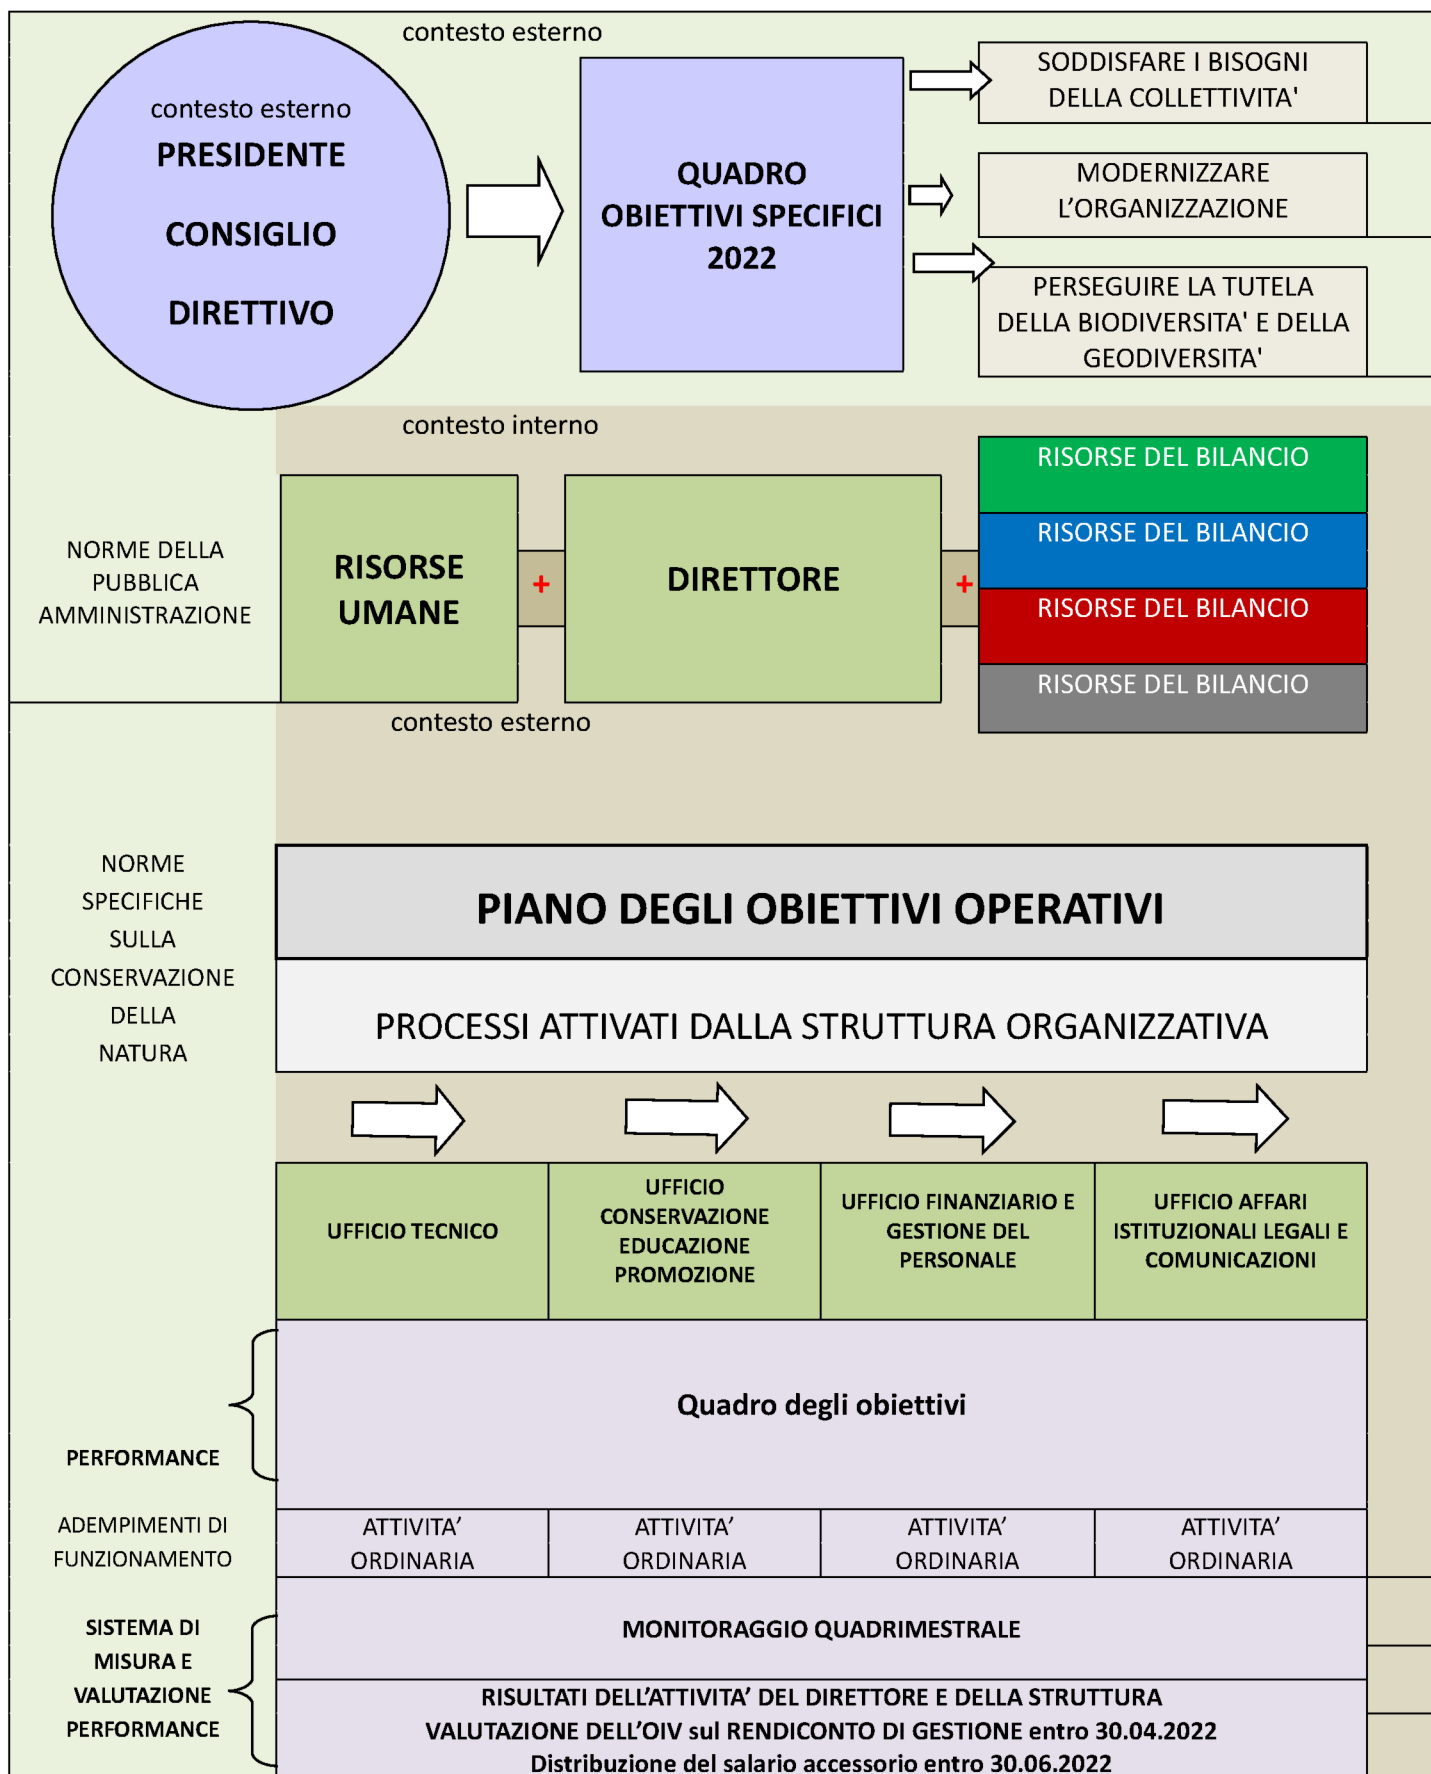 contesto esterno
contesto esterno
PRESIDENTE
CONSIGLIO
DIRETTIVO
QUADRO
OBIETTIVI SPECIFICI
2022
SODDISFARE I BISOGNI
DELLA COLLETTIVITA'
MODERNIZZARE
L’ORGANIZZAZIONE
PERSEGUIRE LA TUTELA
DELLA BIODIVERSITA' E DELLA
GEODIVERSITA'
contesto interno
NORME DELLA
PUBBLICA
AMMINISTRAZIONE
RISORSE
UMANE
+
DIRETTORE
+
RISORSE DEL BILANCIO
RISORSE DEL BILANCIO
RISORSE DEL BILANCIO
RISORSE DEL BILANCIO
contesto esterno
NORME
SPECIFICHE
SULLA
CONSERVAZIONE
DELLA
NATURA
PIANO DEGLI OBIETTIVI OPERATIVI
PROCESSI ATTIVATI DALLA STRUTTURA ORGANIZZATIVA
UFFICIO TECNICO
UFFICIO
CONSERVAZIONE
EDUCAZIONE
PROMOZIONE
UFFICIO FINANZIARIO E
GESTIONE DEL
PERSONALE
UFFICIO AFFARI
ISTITUZIONALI LEGALI E
COMUNICAZIONI
Quadro degli obiettivi
PERFORMANCE
ADEMPIMENTI DI
FUNZIONAMENTO
ATTIVITA’
ORDINARIA
ATTIVITA’
ORDINARIA
ATTIVITA’
ORDINARIA
ATTIVITA’
ORDINARIA
SISTEMA DI
MISURA E
VALUTAZIONE
PERFORMANCE
MONITORAGGIO QUADRIMESTRALE
RISULTATI DELL’ATTIVITA’ DEL DIRETTORE E DELLA STRUTTURA
VALUTAZIONE DELL’OIV sul RENDICONTO DI GESTIONE entro 30.04.2022
Distribuzione del salario accessorio entro 30.06.2022